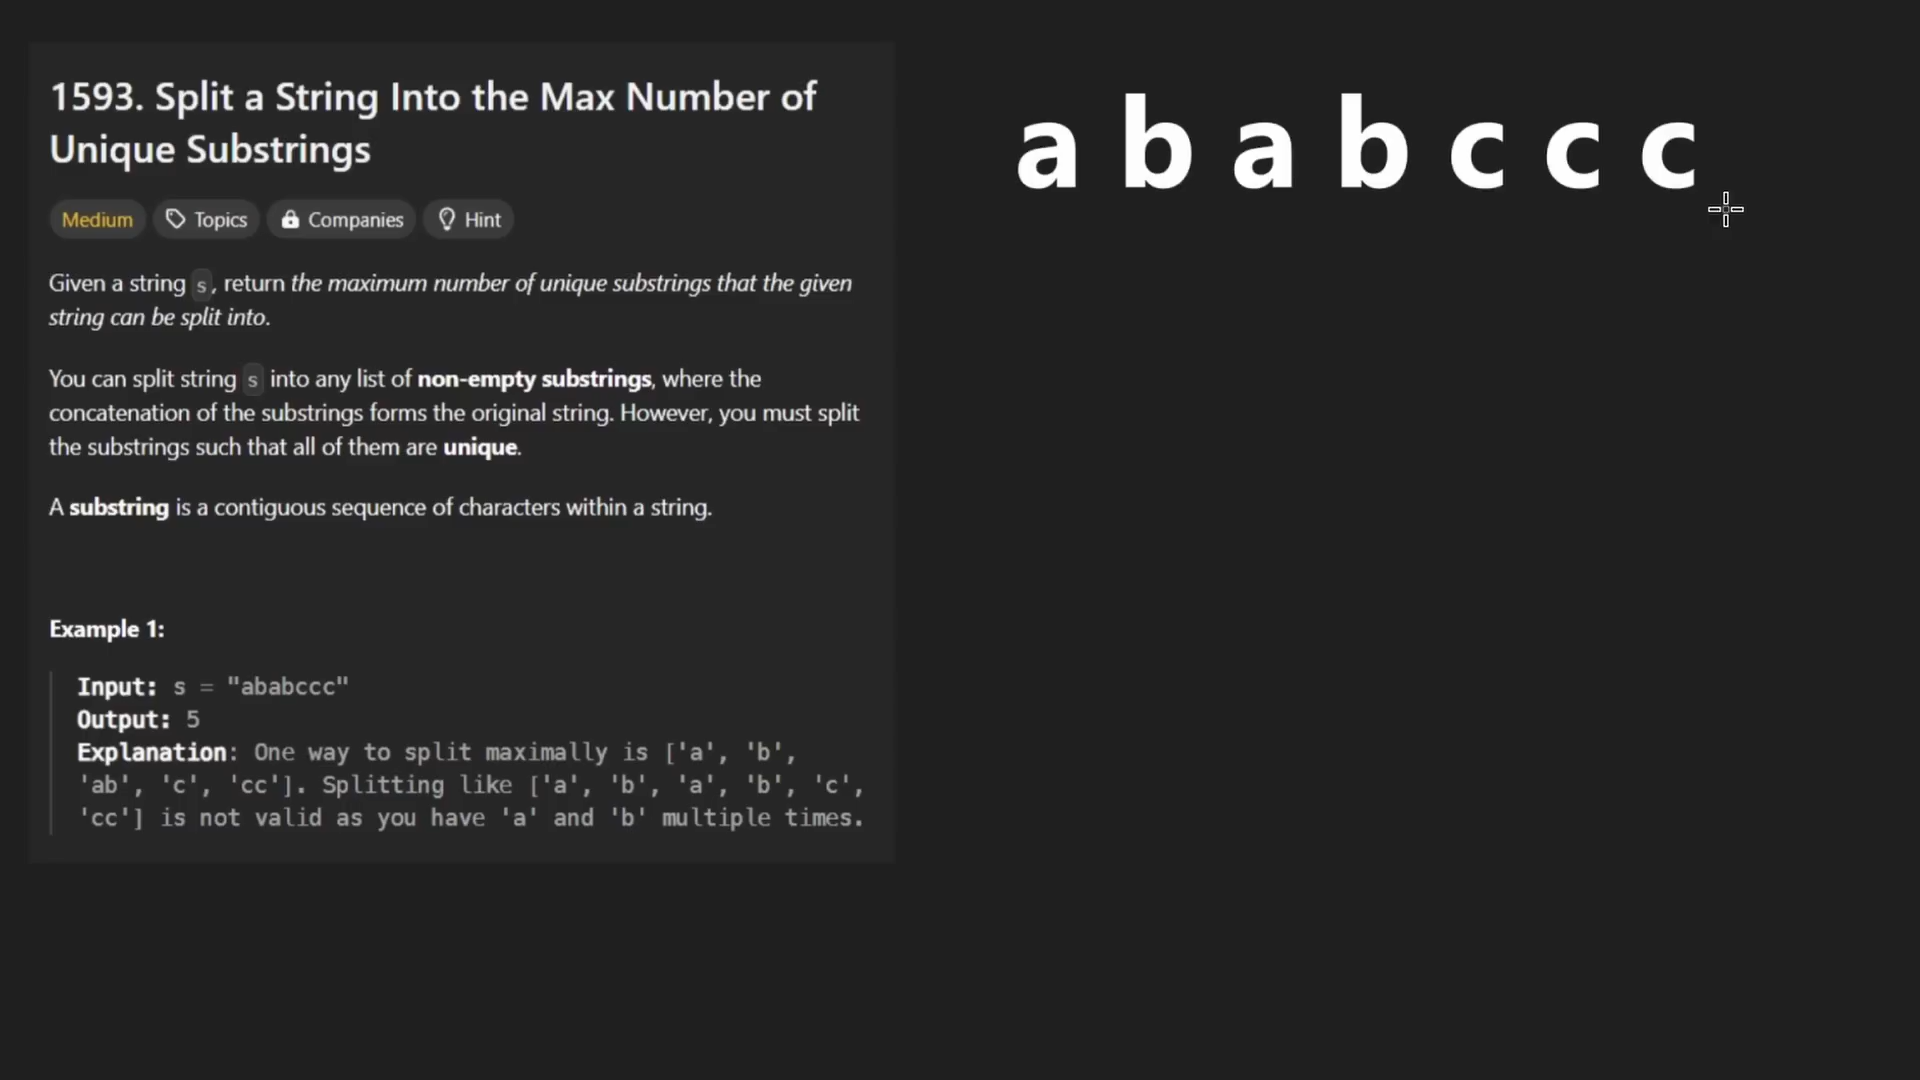 1593. Split a String Into the Max Number of
Unique Substrings
Medium Topics Companies Hint
Given a string s, return the maximum number of unique substrings that the given
string can be split into.
You can split string s into any list of non-empty substrings, where the
concatenation of the substrings forms the original string. However, you must split
the substrings such that all of them are unique.
A substring is a contiguous sequence of characters within a string.
Example 1:
Input: s = "ababccc"
Output: 5
Explanation: One way to split maximally is ['a', 'b',
'ab', 'c', 'cc']. Splitting like ['a', 'b', 'a', 'b', 'c',
'cc'] is not valid as you have 'a' and 'b' multiple times.
a b a b c c c